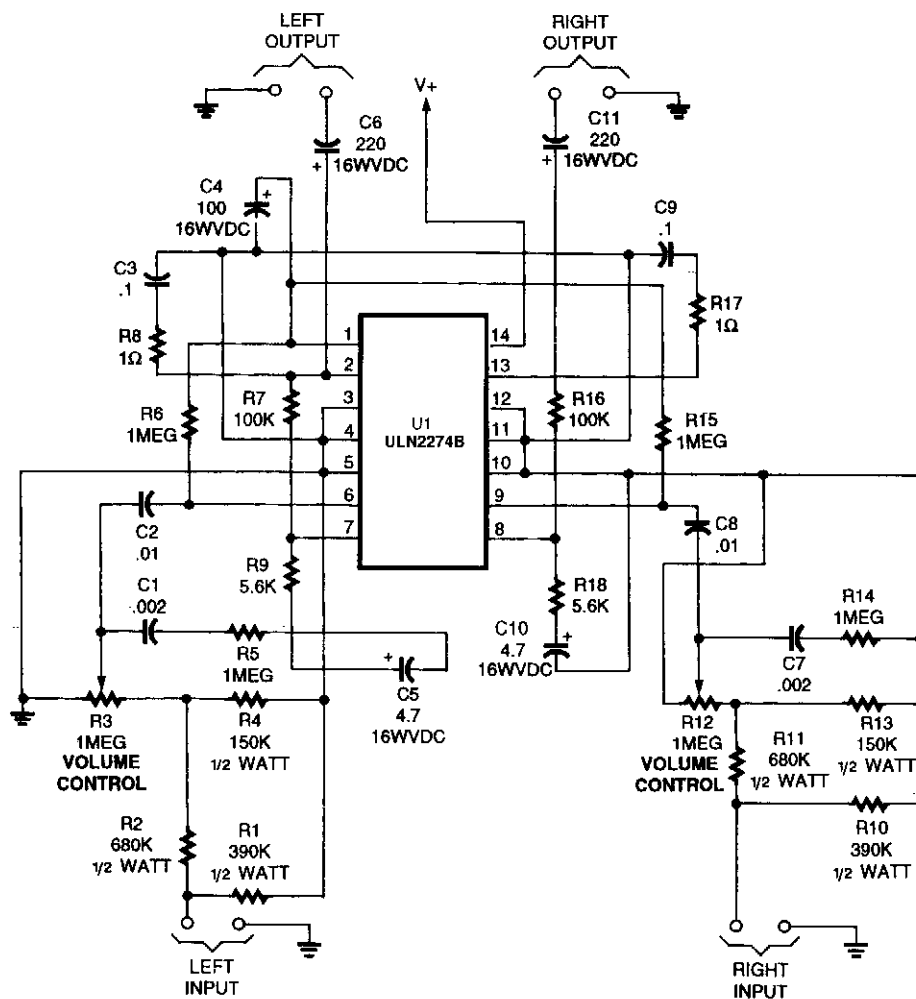 LEFT
OUTPUT
RIGHT
OUTPUT
V+
C6
220
16WVDC
+
C11
220
16WVDC
+
C4
100
16WVDC
+
C9
.1
C3
.1
R17
1Ω
R8
1Ω
1
2
3
4
5
6
7
14
13
12
11
10
9
8
U1
ULN2274B
R7
100K
R16
100K
R6
1MEG
R15
1MEG
C2
.01
C8
.01
R9
5.6K
R18
5.6K
C1
.002
R14
1MEG
C10
4.7
16WVDC
+
R5
1MEG
+
C5
4.7
16WVDC
C7
.002
R3
1MEG
VOLUME
CONTROL
R4
150K
1/2 WATT
R12
1MEG
VOLUME
CONTROL
R11
680K
1/2 WATT
R13
150K
1/2 WATT
R2
680K
1/2 WATT
R1
390K
1/2 WATT
R10
390K
1/2 WATT
LEFT
INPUT
RIGHT
INPUT